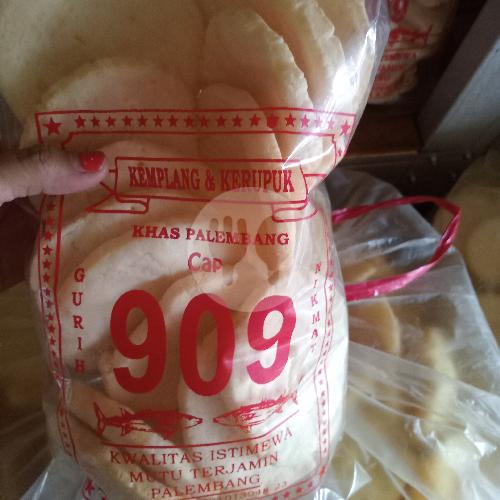 KEMPLANG & KERUPUK
KHAS PALEMBANG
Cap
GURIH
909
NIKMAT
KWALITAS ISTIMEWA
MUTU TERJAMIN
PALEMBANG